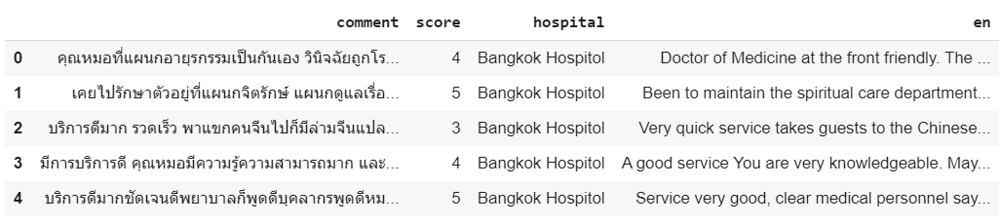 comment score hospital en
0 คุณหมอที่แผนกอายุรกรรมเป็นกันเอง วินิจฉัยถูกโร... 4 Bangkok Hospitol Doctor of Medicine at the front friendly. The ...
1 เคยไปรักษาตัวอยู่ที่แผนกจิตรักษ์ แผนกดูแลเรื่อ... 5 Bangkok Hospitol Been to maintain the spiritual care department...
2 บริการดีมาก รวดเร็ว พาแขกคนจีนไปก็มีล่ามจีนแปล... 3 Bangkok Hospitol Very quick service takes guests to the Chinese...
3 มีการบริการดี คุณหมอมีความรู้ความสามารถมาก และ... 4 Bangkok Hospitol A good service You are very knowledgeable. May...
4 บริการดีมากชัดเจนดีพยาบาลก็พูดดีบุคลากรพูดดีหม... 5 Bangkok Hospitol Service very good, clear medical personnel say...